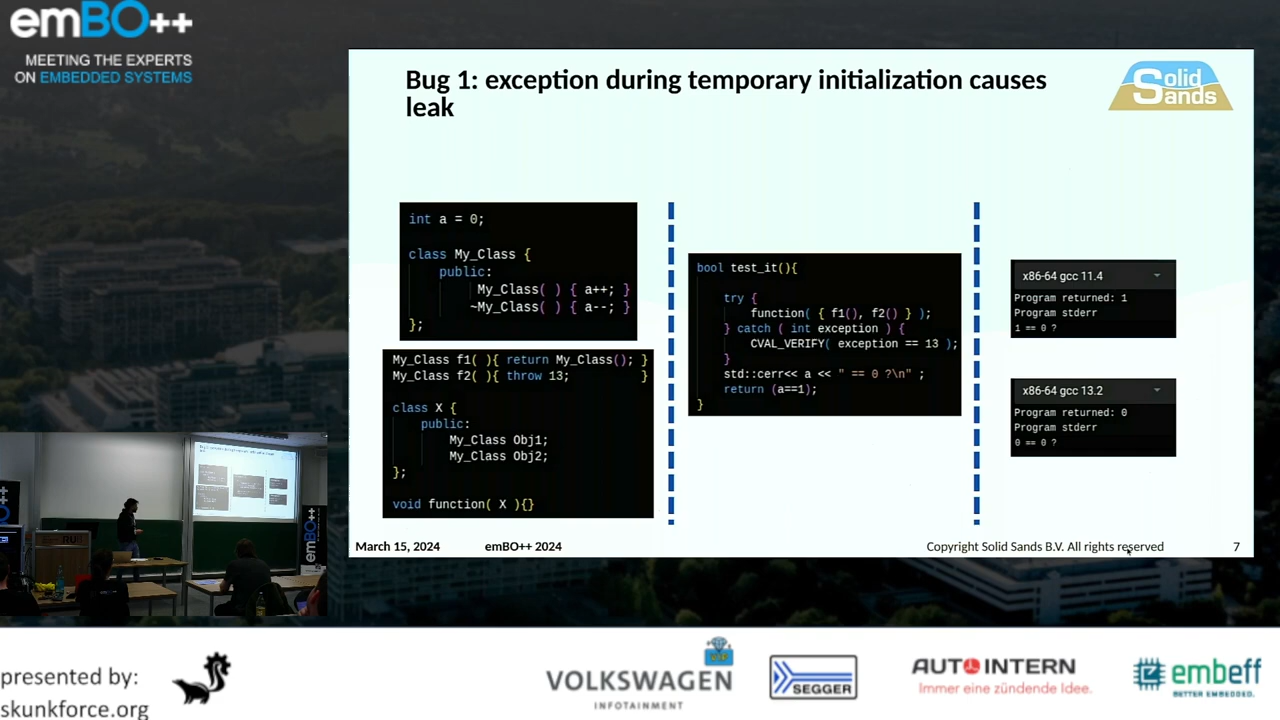 emBO++
MEETING THE EXPERTS
ON EMBEDDED SYSTEMS
Bug 1: exception during temporary initialization causes
leak
Solid
Sands
int a = 0;
class My_Class {
public:
My_Class( ) { a++; }
~My_Class( ) { a--; }
};
My_Class f1( ){ return My_Class(); }
My_Class f2( ){ throw 13; }
class X {
public:
My_Class Obj1;
My_Class Obj2;
};
void function( X ){}
bool test_it(){
try {
function( { f1(), f2() } );
} catch ( int exception ) {
CVAL_VERIFY( exception == 13 );
}
std::cerr<< a << " == 0 ?\n" ;
return (a==1);
}
x86-64 gcc 11.4
Program returned: 1
Program stderr
1 == 0 ?
x86-64 gcc 13.2
Program returned: 0
Program stderr
0 == 0 ?
March 15, 2024
emBO++ 2024
Copyright Solid Sands B.V. All rights reserved
7
RUB
emBO++
presented by:
skunkforce.org
VOLKSWAGEN
INFOTAINMENT
SEGGER
AUTOINTERN
Immer eine zündende Idee.
embeff
BETTER EMBEDDED.